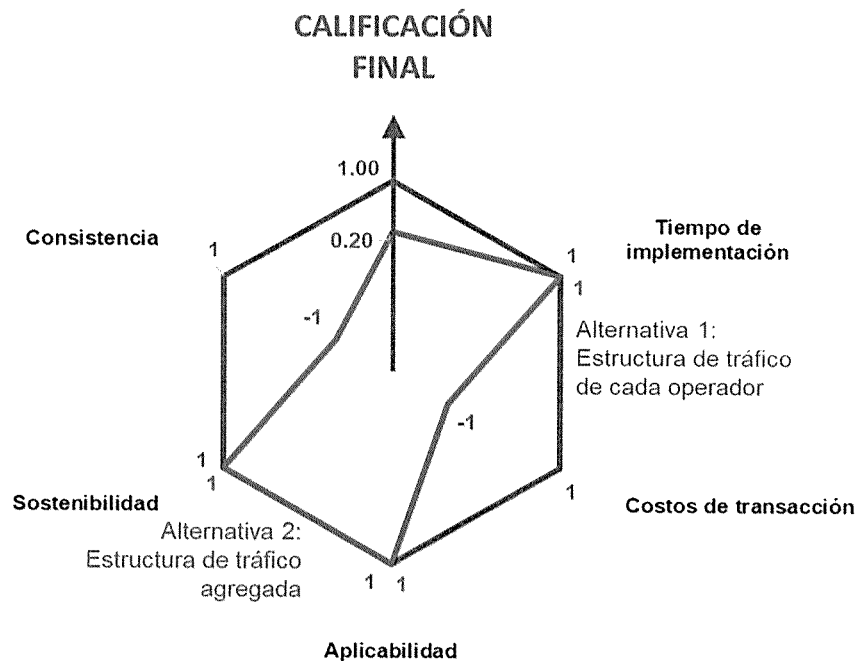 CALIFICACIÓN
FINAL
1.00
0.20
Consistencia
1
Tiempo de
implementación
1
1
-1
Alternativa 1:
Estructura de tráfico
de cada operador
-1
1
1
Sostenibilidad
1
Costos de transacción
Alternativa 2:
Estructura de tráfico
agregada
1
1
Aplicabilidad